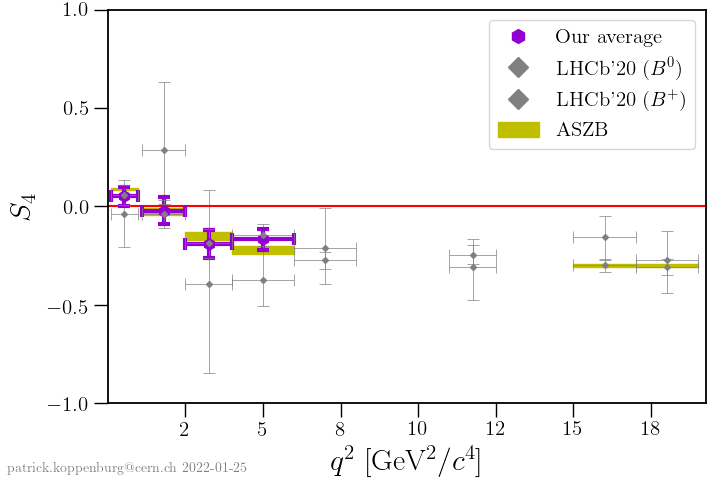 1.0
0.5
0.0
−0.5
−1.0
S4
Our average
LHCb'20 (B⁰)
LHCb'20 (B⁺)
ASZB
2 5 8 10 12 15 18
q² [GeV²/c⁴]
patrick.koppenburg@cern.ch 2022-01-25